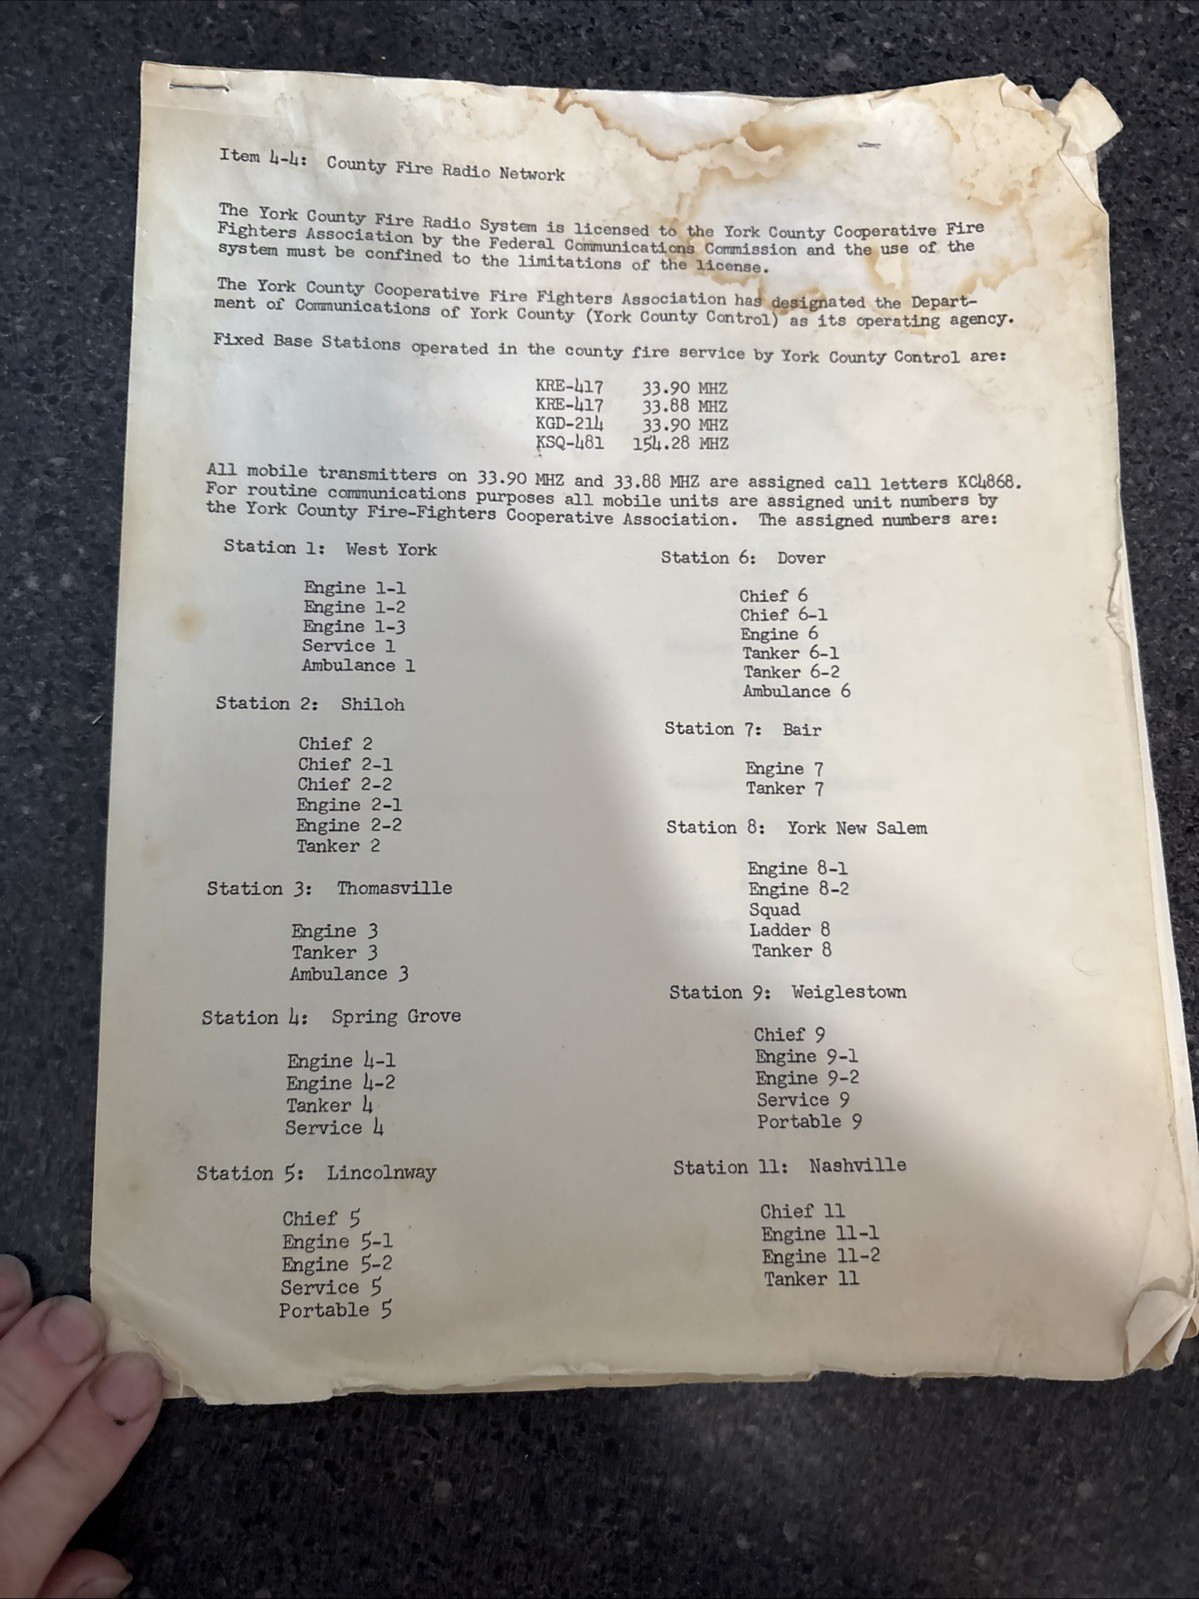 Item 4-4: County Fire Radio Network
The York County Fire Radio System is licensed to the York County Cooperative Fire
Fighters Association by the Federal Communications Commission and the use of the
system must be confined to the limitations of the license.
The York County Cooperative Fire Fighters Association has designated the Depart-
ment of Communications of York County (York County Control) as its operating agency.
Fixed Base Stations operated in the county fire service by York County Control are:
KRE-417 33.90 MHZ
KRE-417 33.88 MHZ
KGD-214 33.90 MHZ
KSQ-481 154.28 MHZ
All mobile transmitters on 33.90 MHZ and 33.88 MHZ are assigned call letters KC4868.
For routine communications purposes all mobile units are assigned unit numbers by
the York County Fire-Fighters Cooperative Association. The assigned numbers are:
Station 1: West York
Engine 1-1
Engine 1-2
Engine 1-3
Service 1
Ambulance 1
Station 2: Shiloh
Chief 2
Chief 2-1
Chief 2-2
Engine 2-1
Engine 2-2
Tanker 2
Station 3: Thomasville
Engine 3
Tanker 3
Ambulance 3
Station 4: Spring Grove
Engine 4-1
Engine 4-2
Tanker 4
Service 4
Station 5: Lincolnway
Chief 5
Engine 5-1
Engine 5-2
Service 5
Portable 5
Station 6: Dover
Chief 6
Chief 6-1
Engine 6
Tanker 6-1
Tanker 6-2
Ambulance 6
Station 7: Bair
Engine 7
Tanker 7
Station 8: York New Salem
Engine 8-1
Engine 8-2
Squad
Ladder 8
Tanker 8
Station 9: Weiglestown
Chief 9
Engine 9-1
Engine 9-2
Service 9
Portable 9
Station 11: Nashville
Chief 11
Engine 11-1
Engine 11-2
Tanker 11